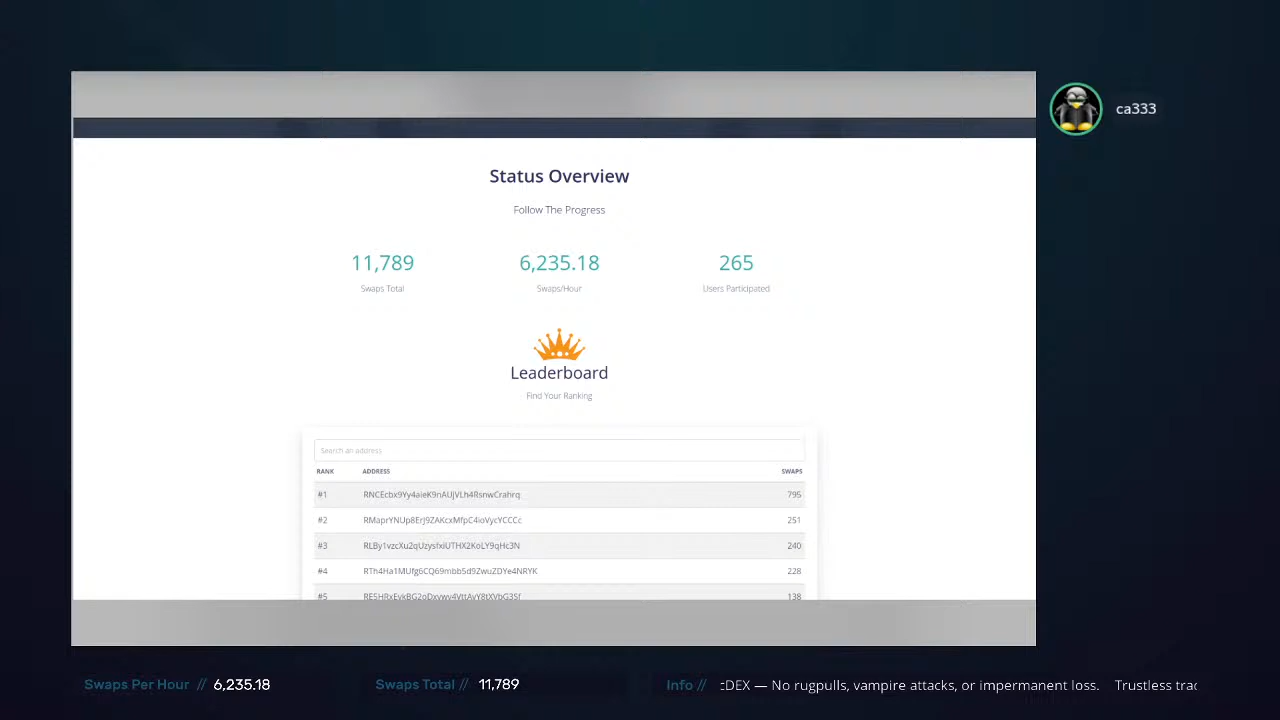 ca333
Status Overview
Follow The Progress
11,789 6,235.18 265
Swaps Total Swaps/Hour Users Participated
Leaderboard
Find Your Ranking
Search an address
RANK ADDRESS SWAPS
#1 RNCEcbx9Yy4aieK9nAUjVLh4RsnwCrahrq 795
#2 RMaprYNUp8ErJ9ZAKcxMfpC4ioVycYCCCc 251
#3 RLBy1vzcXu2qUzysfxiUTHX2KoLY9qHc3N 240
#4 RTh4Ha1MUfg6CQ69mbb5d9ZwuZDYe4NRYK 228
#5 138
Swaps Per Hour // 6,235.18 Swaps Total // 11,789 Info // DEX — No rugpulls, vampire attacks, or impermanent loss. Trustless trac